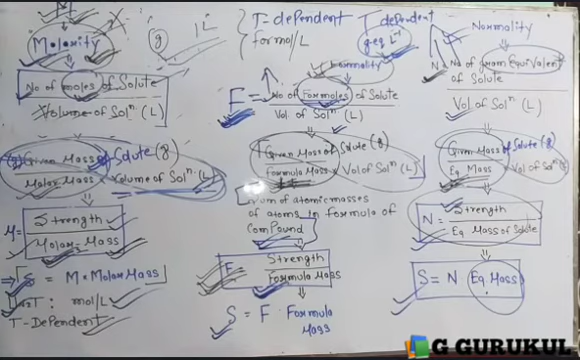 Molarity
No of moles of Solute
Volume of Solⁿ (L)
Given Mass of Solute (g)
Molar Mass × Volume of Solⁿ (L)
M = Strength
Molar Mass
S = M × Molar Mass
Unit : mol/L
T-Dependent
g
1L
T = dependent
formol/L
Formality
F = No of Formoles of Solute
Vol. of Solⁿ (L)
Given Mass of Solute (g)
Formula Mass × Vol of Solⁿ (L)
Sum of atomic masses
of atoms in formula of
Compound
F = Strength
Formula Mass
S = F · Formula
Mass
T dependent
g eq L⁻¹
Normality
N = No of gram Equivalent
of Solute
Vol of Solⁿ (L)
Given Mass of Solute (g)
Eq. Mass × Vol of Solⁿ
N = Strength
Eq Mass of Solute
S = N Eq Mass
G GURUKUL